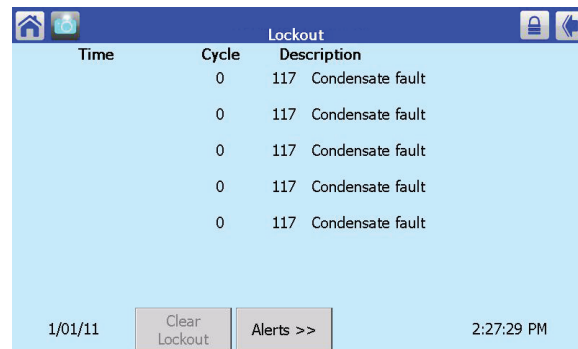 Lockout
Time Cycle Description
0 117 Condensate fault
0 117 Condensate fault
0 117 Condensate fault
0 117 Condensate fault
0 117 Condensate fault
1/01/11 Clear Lockout Alerts >> 2:27:29 PM